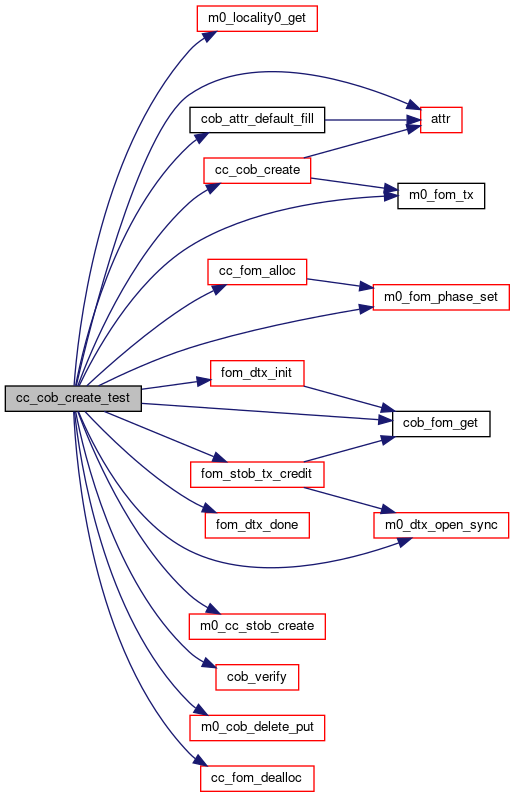 m0_locality0_get
cob_attr_default_fill
attr
cc_cob_create
m0_fom_tx
cc_fom_alloc
m0_fom_phase_set
fom_dtx_init
cc_cob_create_test
cob_fom_get
fom_stob_tx_credit
fom_dtx_done
m0_dtx_open_sync
m0_cc_stob_create
cob_verify
m0_cob_delete_put
cc_fom_dealloc